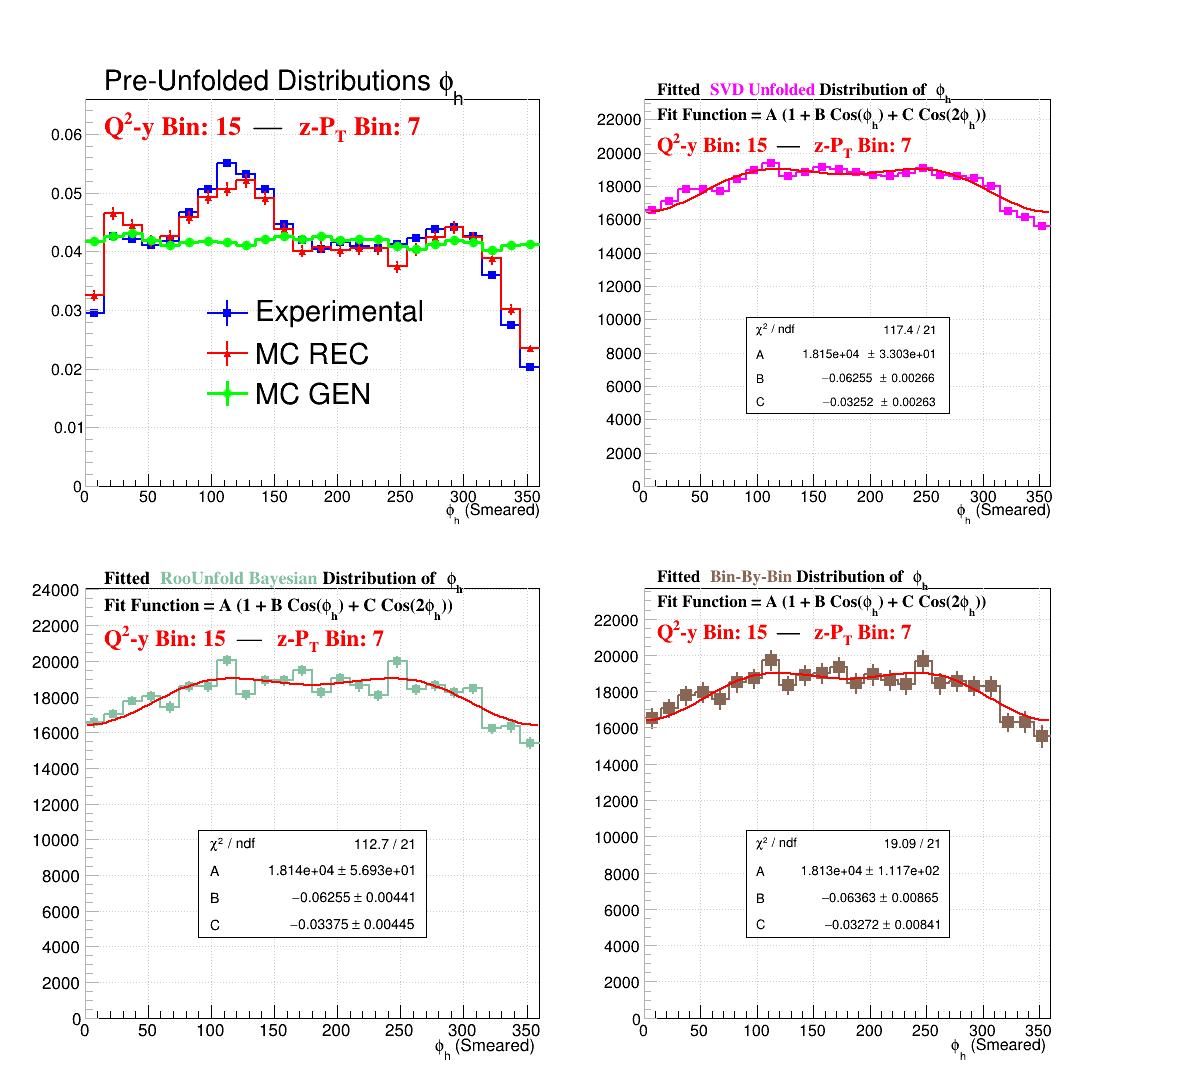 Pre-Unfolded Distributions ϕh
Q2-y Bin: 15 — z-PT Bin: 7
0.06
0.05
0.04
0.03
0.02
0.01
0
Experimental
MC REC
MC GEN
0 50 100 150 200 250 300 350
ϕh (Smeared)
Fitted SVD Unfolded Distribution of ϕh
Fit Function = A (1 + B Cos(ϕh) + C Cos(2ϕh))
Q2-y Bin: 15 — z-PT Bin: 7
22000
20000
18000
16000
14000
12000
10000
8000
6000
4000
2000
0
χ2 / ndf 117.4 / 21
A 1.815e+04 ± 3.303e+01
B −0.06255 ± 0.00266
C −0.03252 ± 0.00263
0 50 100 150 200 250 300 350
ϕh (Smeared)
Fitted RooUnfold Bayesian Distribution of ϕh
Fit Function = A (1 + B Cos(ϕh) + C Cos(2ϕh))
Q2-y Bin: 15 — z-PT Bin: 7
24000
22000
20000
18000
16000
14000
12000
10000
8000
6000
4000
2000
0
χ2 / ndf 112.7 / 21
A 1.814e+04 ± 5.693e+01
B −0.06255 ± 0.00441
C −0.03375 ± 0.00445
0 50 100 150 200 250 300 350
ϕh (Smeared)
Fitted Bin-By-Bin Distribution of ϕh
Fit Function = A (1 + B Cos(ϕh) + C Cos(2ϕh))
Q2-y Bin: 15 — z-PT Bin: 7
22000
20000
18000
16000
14000
12000
10000
8000
6000
4000
2000
0
χ2 / ndf 19.09 / 21
A 1.813e+04 ± 1.117e+02
B −0.06363 ± 0.00865
C −0.03272 ± 0.00841
0 50 100 150 200 250 300 350
ϕh (Smeared)